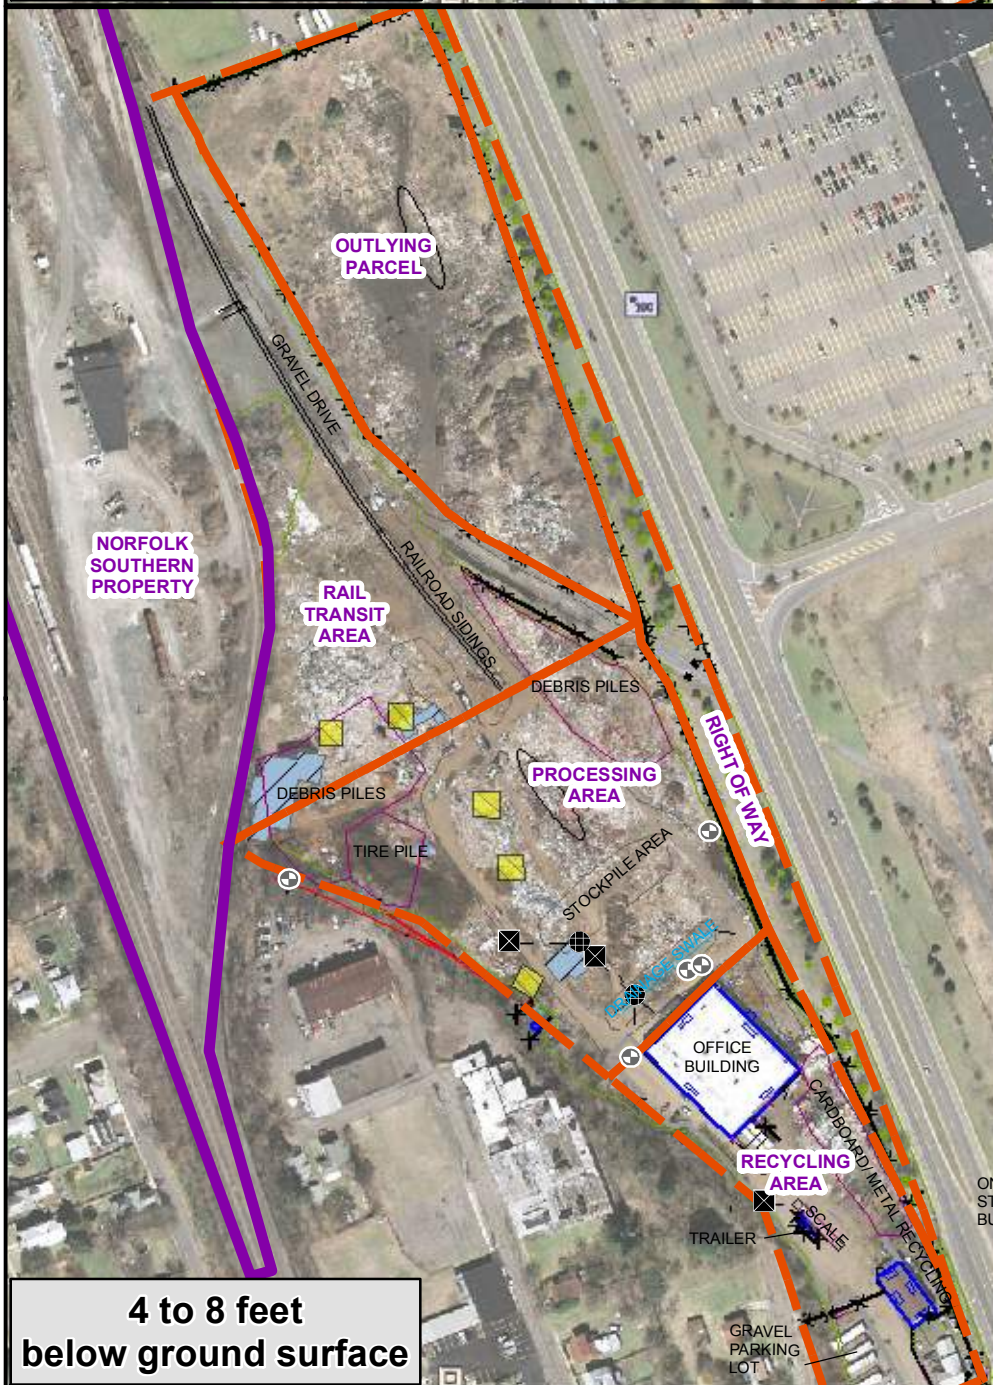 OUTLYING
PARCEL
GRAVEL DRIVE
NORFOLK
SOUTHERN
PROPERTY
RAIL
TRANSIT
AREA
RAILROAD SIDINGS
DEBRIS PILES
RIGHT OF WAY
PROCESSING
AREA
DEBRIS PILES
TIRE PILE
STOCKPILE AREA
DRAINAGE SWALE
OFFICE
BUILDING
CARDBOARD/ METAL RECYCLING
RECYCLING
AREA
SCALE
TRAILER
GRAVEL
PARKING
LOT
4 to 8 feet
below ground surface